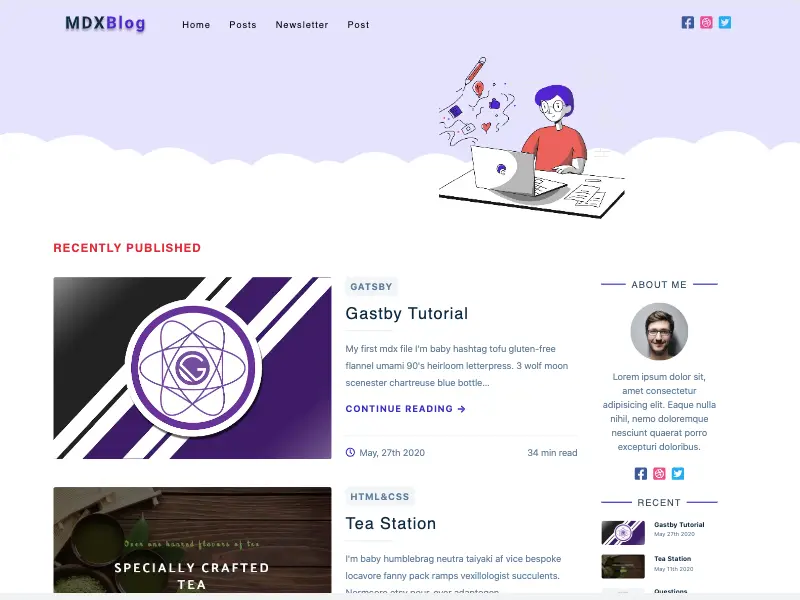 MDXBlog
Home Posts Newsletter Post
RECENTLY PUBLISHED
GATSBY
Gastby Tutorial
My first mdx file I'm baby hashtag tofu gluten-free
flannel umami 90's heirloom letterpress. 3 wolf moon
scenester chartreuse blue bottle...
CONTINUE READING
May, 27th 2020
34 min read
Over one hundred flavors of tea
SPECIALLY CRAFTED
TEA
HTML&CSS
Tea Station
I'm baby humblebrag neutra taiyaki af vice bespoke
locavore fanny pack ramps vexillologist succulents.
Normcore etsy pour-over adaptogen
ABOUT ME
Lorem ipsum dolor sit,
amet consectetur
adipisicing elit. Eaque nulla
nihil, nemo doloremque
nesciunt quaerat porro
excepturi doloribus.
RECENT
Gastby Tutorial
May 27th 2020
Tea Station
May 11th 2020
Questions